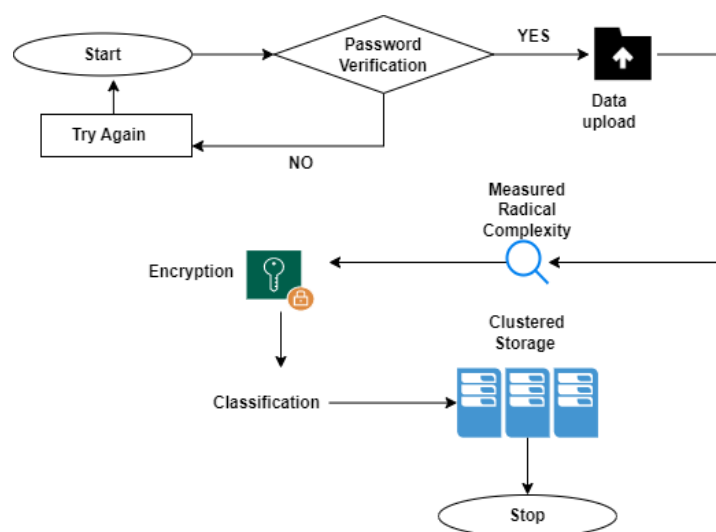 Start
Password
Verification
YES
Data
upload
Try Again
NO
Measured
Radical
Complexity
Encryption
Clustered
Storage
Classification
Stop